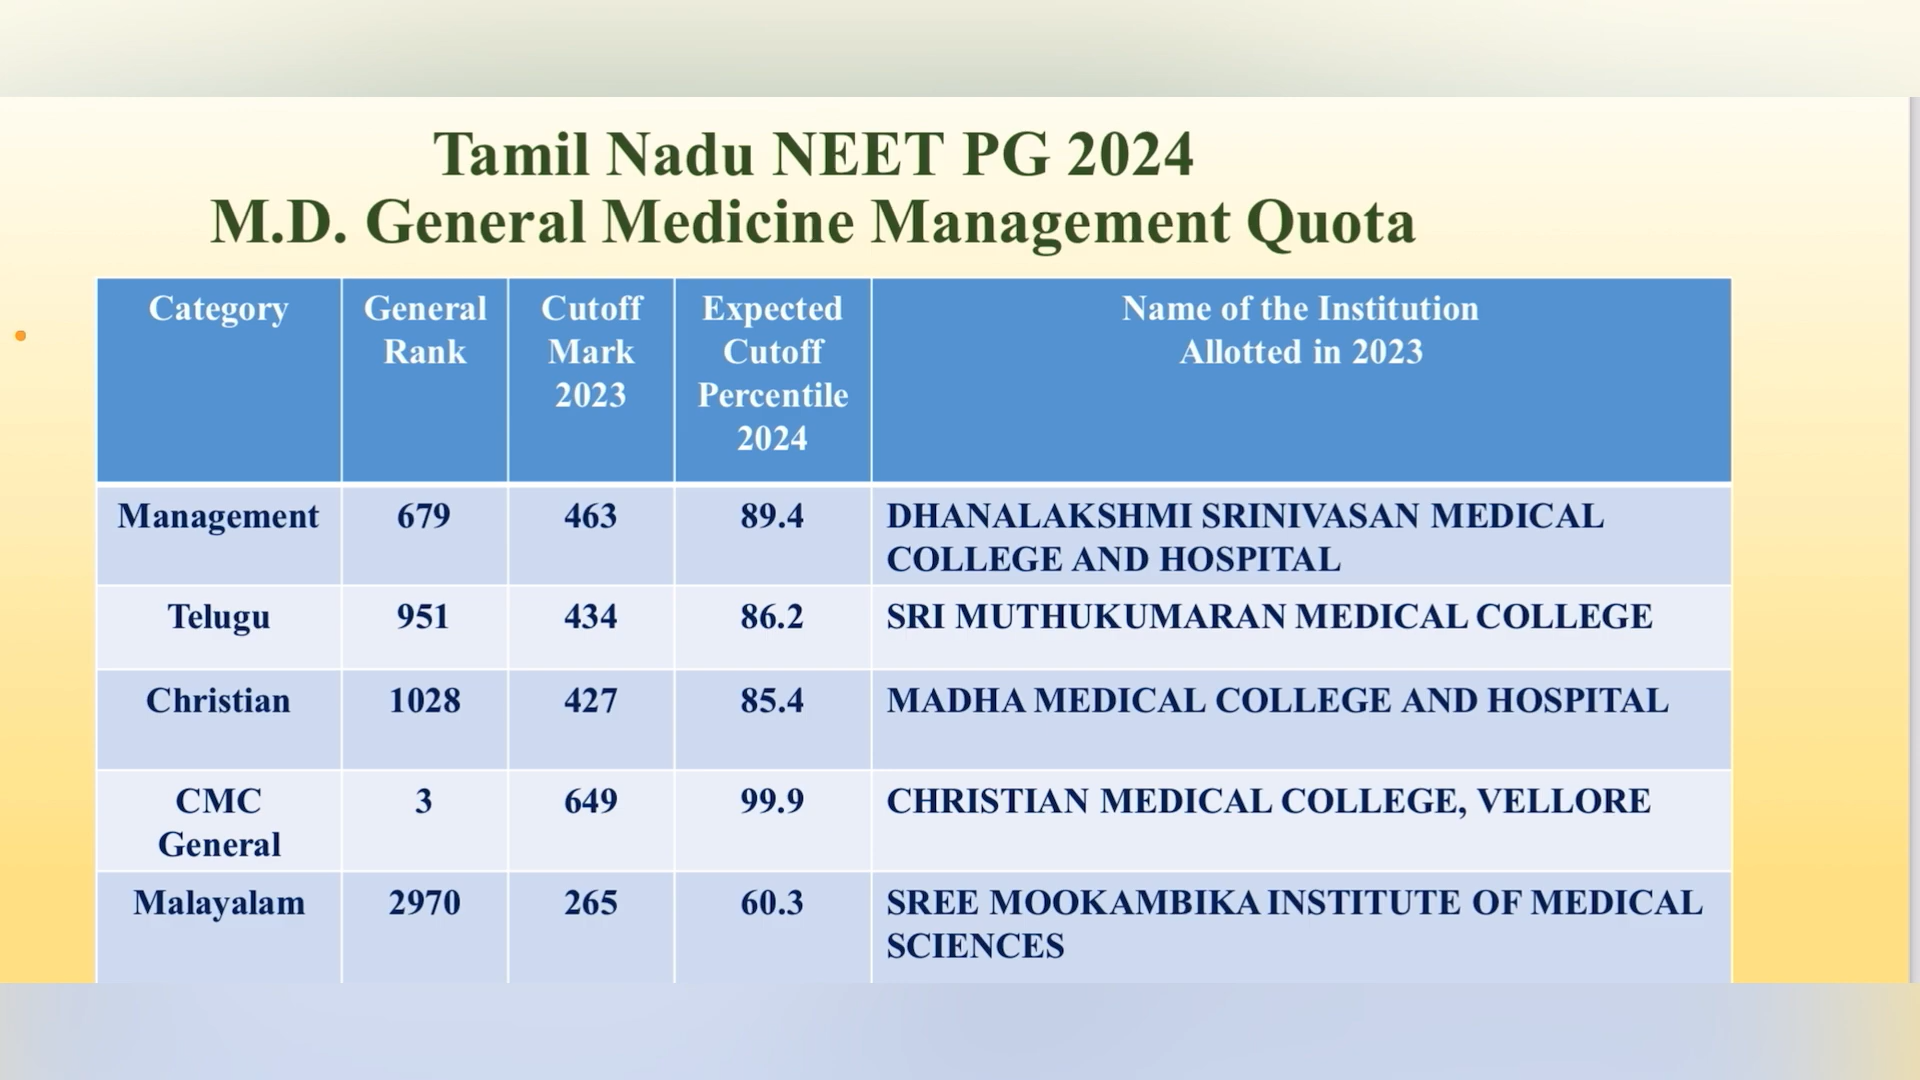 Tamil Nadu NEET PG 2024
M.D. General Medicine Management Quota
Category
General
Rank
Cutoff
Mark
2023
Expected
Cutoff
Percentile
2024
Name of the Institution
Allotted in 2023
Management
679
463
89.4
DHANALAKSHMI SRINIVASAN MEDICAL
COLLEGE AND HOSPITAL
Telugu
951
434
86.2
SRI MUTHUKUMARAN MEDICAL COLLEGE
Christian
1028
427
85.4
MADHA MEDICAL COLLEGE AND HOSPITAL
CMC
General
3
649
99.9
CHRISTIAN MEDICAL COLLEGE, VELLORE
Malayalam
2970
265
60.3
SREE MOOKAMBIKA INSTITUTE OF MEDICAL
SCIENCES